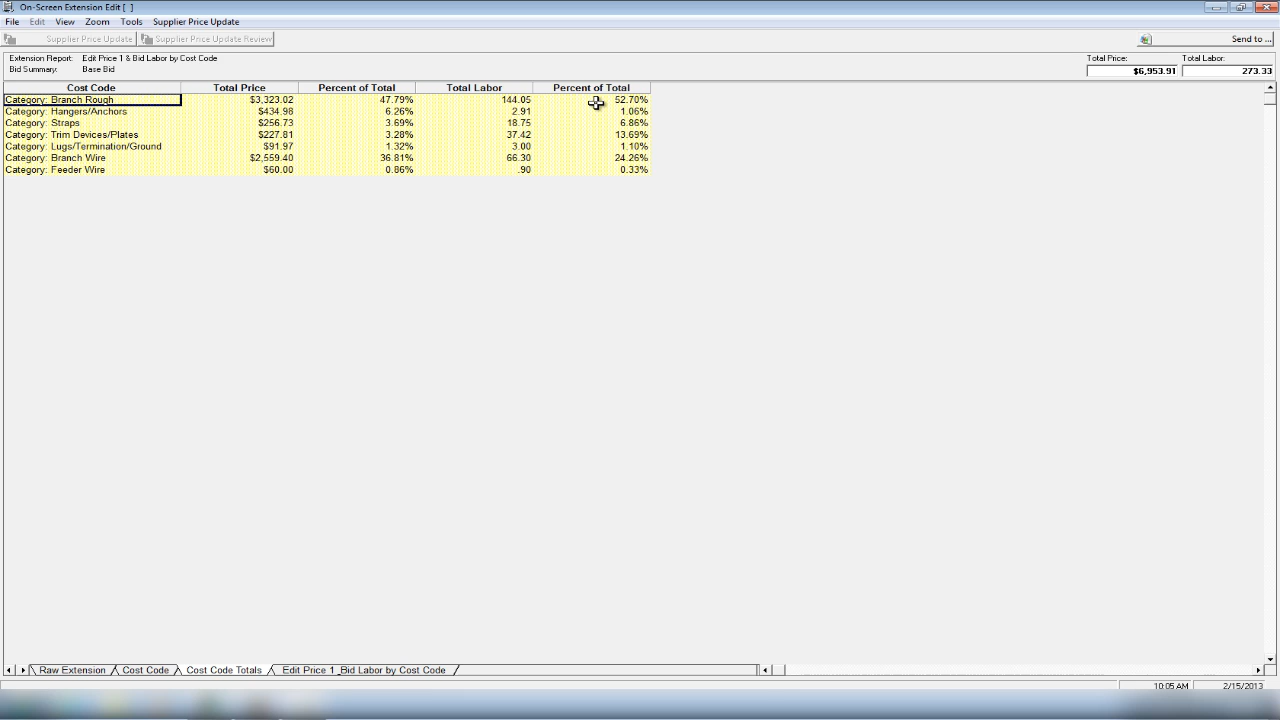 On-Screen Extension Edit [ ]
File Edit View Zoom Tools Supplier Price Update
Supplier Price Update Supplier Price Update Review Send to ...
Extension Report: Edit Price 1 & Bid Labor by Cost Code Total Price: Total Labor:
Bid Summary: Base Bid $6,953.91 273.33
Cost Code Total Price Percent of Total Total Labor Percent of Total
Category: Branch Rough $3,323.02 47.79% 144.05 52.70%
Category: Hangers/Anchors $434.98 6.26% 2.91 1.06%
Category: Straps $256.73 3.69% 18.75 6.86%
Category: Trim Devices/Plates $227.81 3.28% 37.42 13.69%
Category: Lugs/Termination/Ground $91.97 1.32% 3.00 1.10%
Category: Branch Wire $2,559.40 36.81% 66.30 24.26%
Category: Feeder Wire $60.00 0.86% .90 0.33%
Raw Extension Cost Code Cost Code Totals Edit Price 1_Bid Labor by Cost Code
10:05 AM 2/15/2013